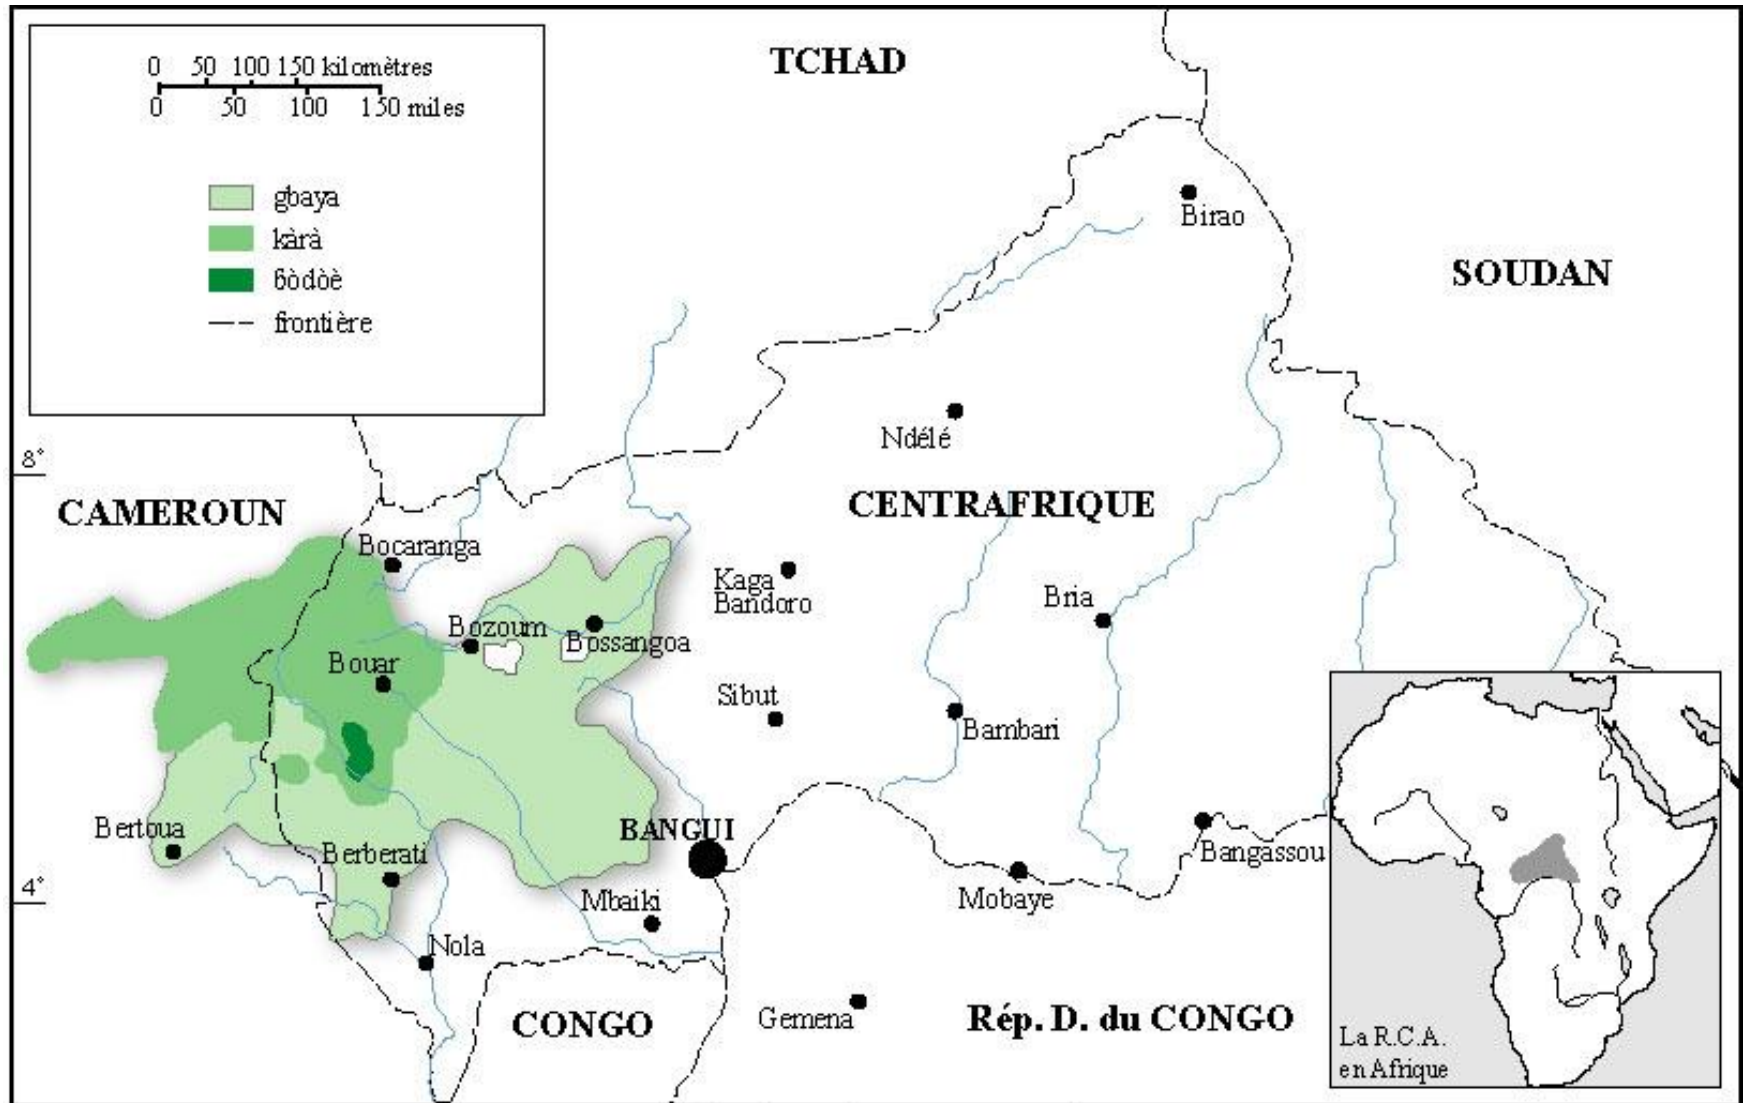 0 50 100 150 kilomètres
0 50 100 150 miles
gbaya
kàrà
ɓòdòè
frontière
TCHAD
Birao
SOUDAN
Ndélé
8°
CAMEROUN
CENTRAFRIQUE
Bocaranga
Kaga
Bandoro
Bria
Bozoum
Bossangoa
Bouar
Sibut
Bambari
Bertoua
BANGUI
Berberati
Bangassou
4°
Mbaiki
Mobaye
Nola
CONGO
Gemena
Rép. D. du CONGO
La R.C.A.
en Afrique